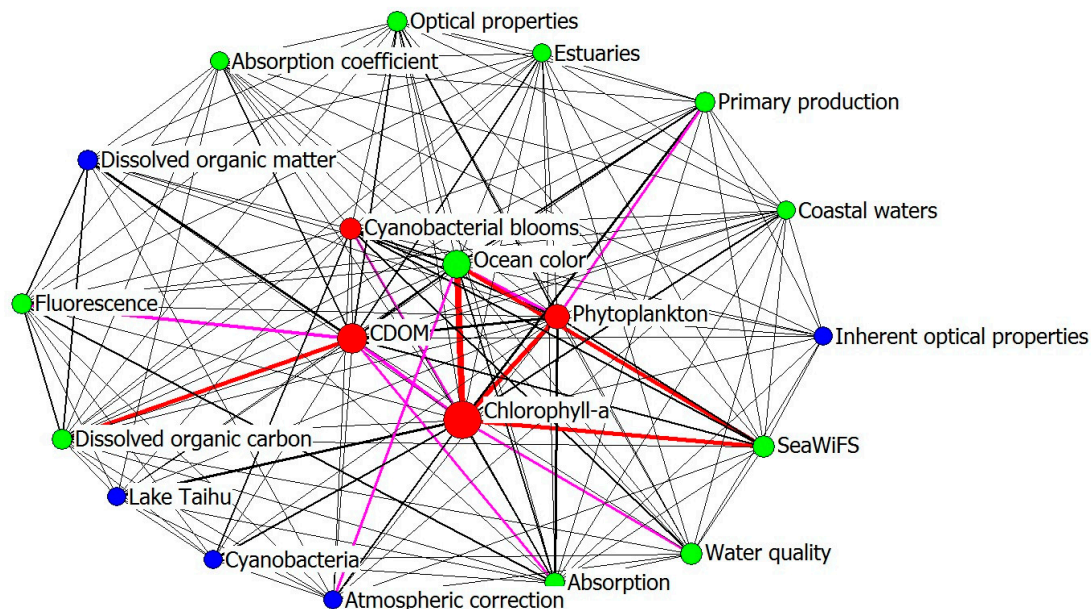 Optical properties
Estuaries
Absorption coefficient
Primary production
Dissolved organic matter
Coastal waters
Cyanobacterial blooms
Ocean color
Fluorescence
Phytoplankton
CDOM
Inherent optical properties
Chlorophyll-a
Dissolved organic carbon
SeaWiFS
Lake Taihu
Water quality
Cyanobacteria
Absorption
Atmospheric correction